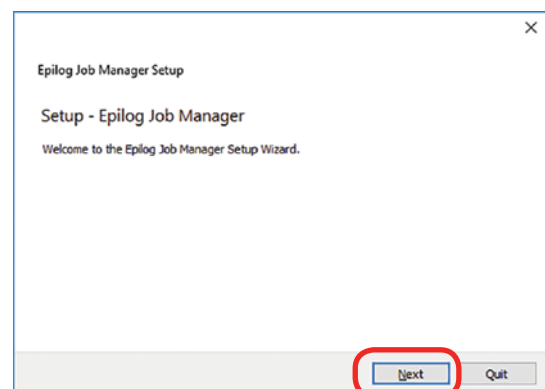 Epilog Job Manager Setup
Setup - Epilog Job Manager
Welcome to the Epilog Job Manager Setup Wizard.
Next
Quit